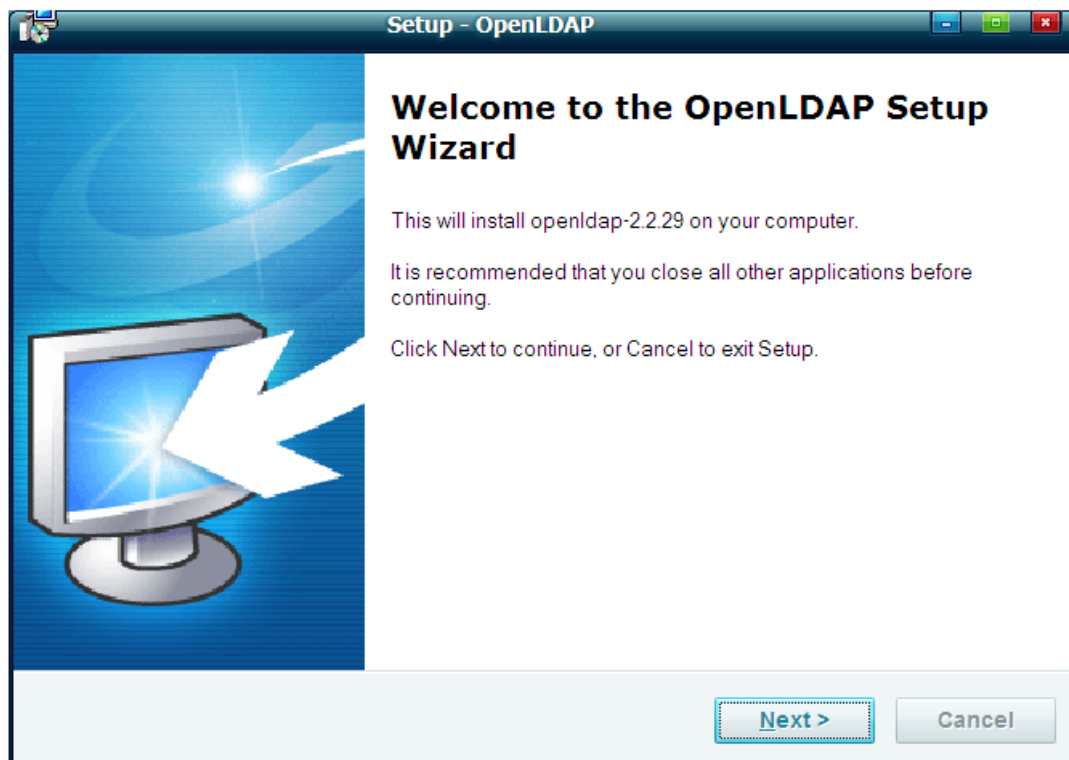 Setup - OpenLDAP
Welcome to the OpenLDAP Setup
Wizard
This will install openldap-2.2.29 on your computer.
It is recommended that you close all other applications before
continuing.
Click Next to continue, or Cancel to exit Setup.
Next >
Cancel